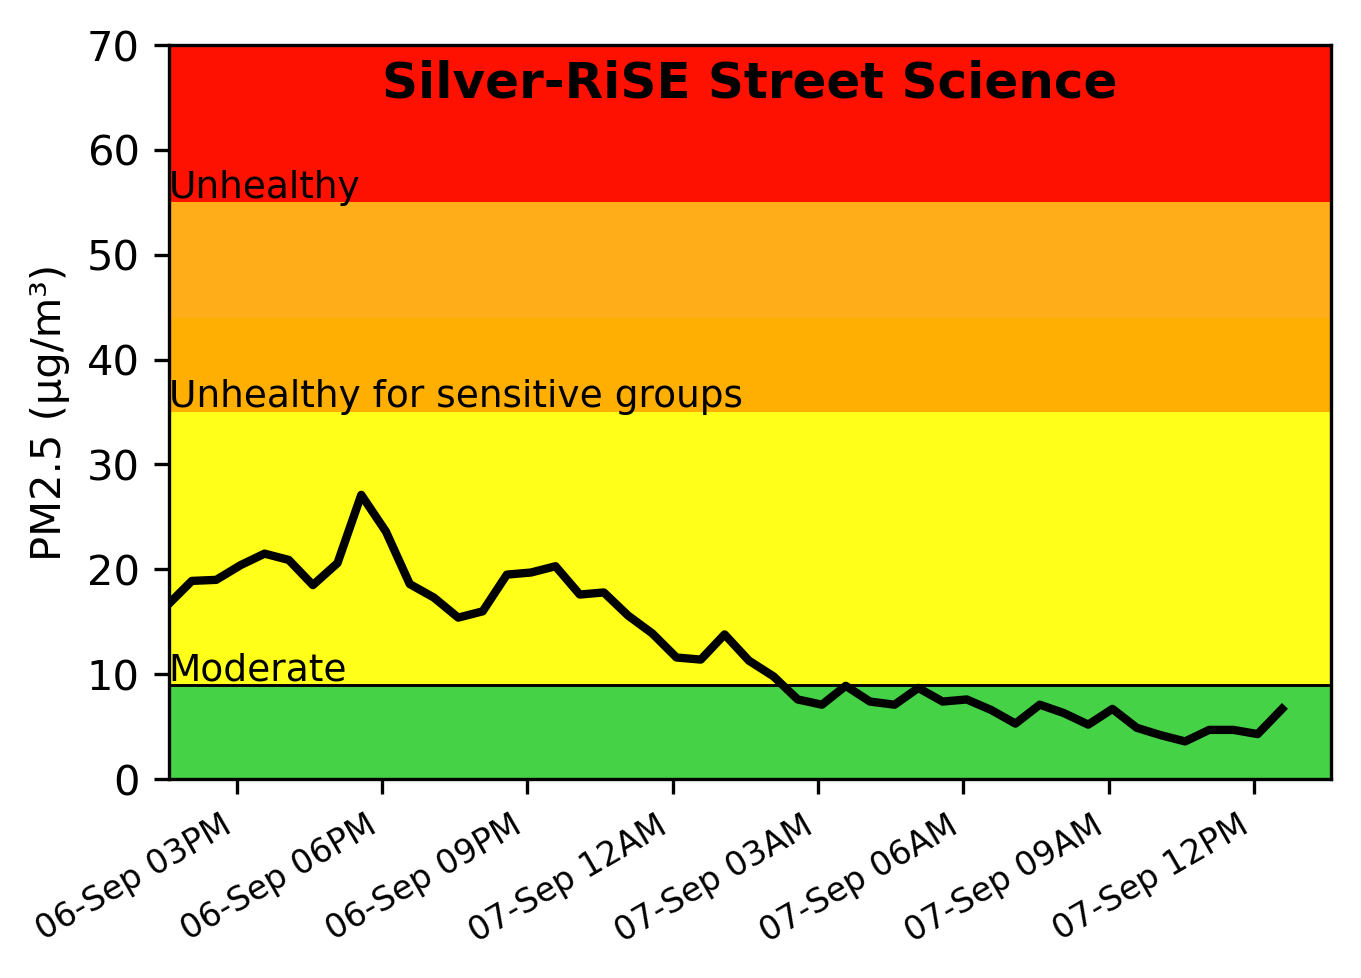 Silver-RiSE Street Science
PM2.5 (µg/m³)
70
60
50
40
30
20
10
0
Unhealthy
Unhealthy for sensitive groups
Moderate
06-Sep 03PM
06-Sep 06PM
06-Sep 09PM
07-Sep 12AM
07-Sep 03AM
07-Sep 06AM
07-Sep 09AM
07-Sep 12PM